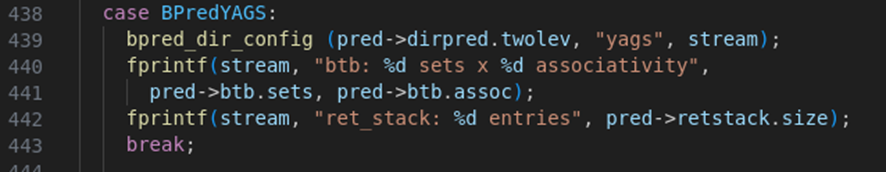 438 case BPredYAGS:
439 bpred_dir_config (pred->dirpred.twolev, "yags", stream);
440 fprintf(stream, "btb: %d sets x %d associativity",
441 pred->btb.sets, pred->btb.assoc);
442 fprintf(stream, "ret_stack: %d entries", pred->retstack.size);
443 break;
444